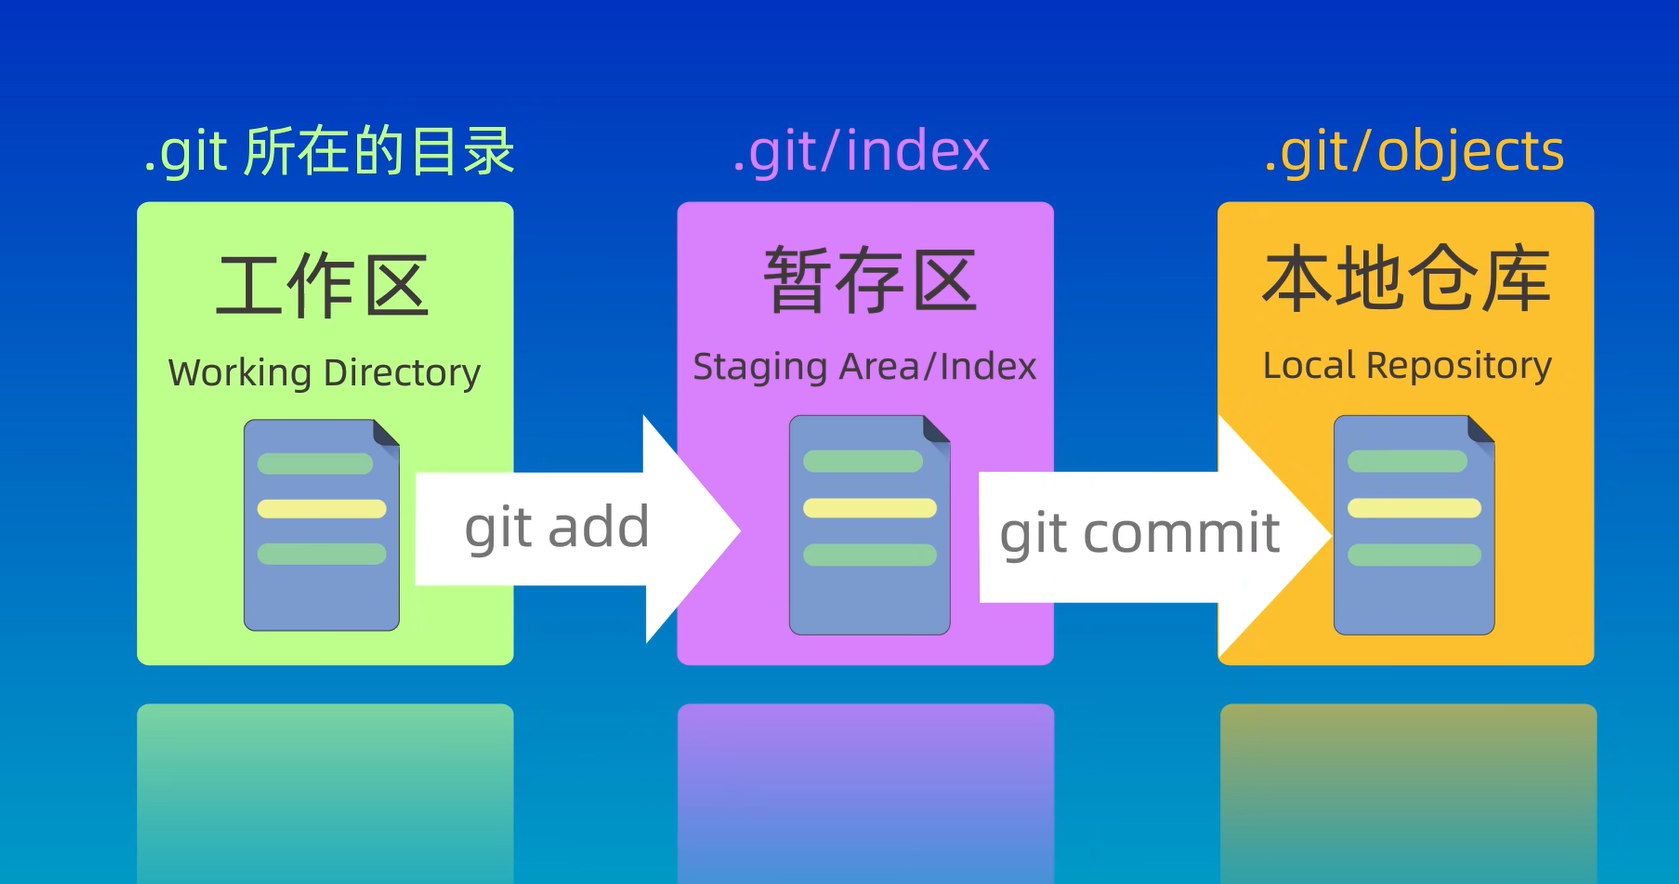 .git 所在的目录
.git/index
.git/objects
工作区
暂存区
本地仓库
Working Directory
Staging Area/Index
Local Repository
git add
git commit